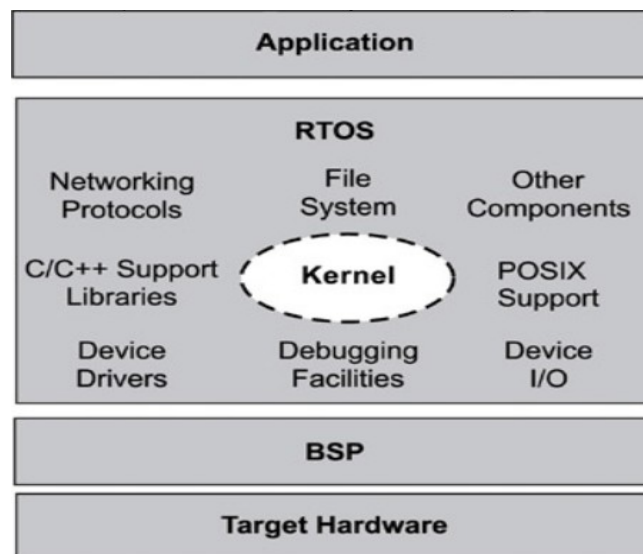 Application
RTOS
Networking
Protocols
File
System
Other
Components
C/C++ Support
Libraries
Kernel
POSIX
Support
Device
Drivers
Debugging
Facilities
Device
I/O
BSP
Target Hardware